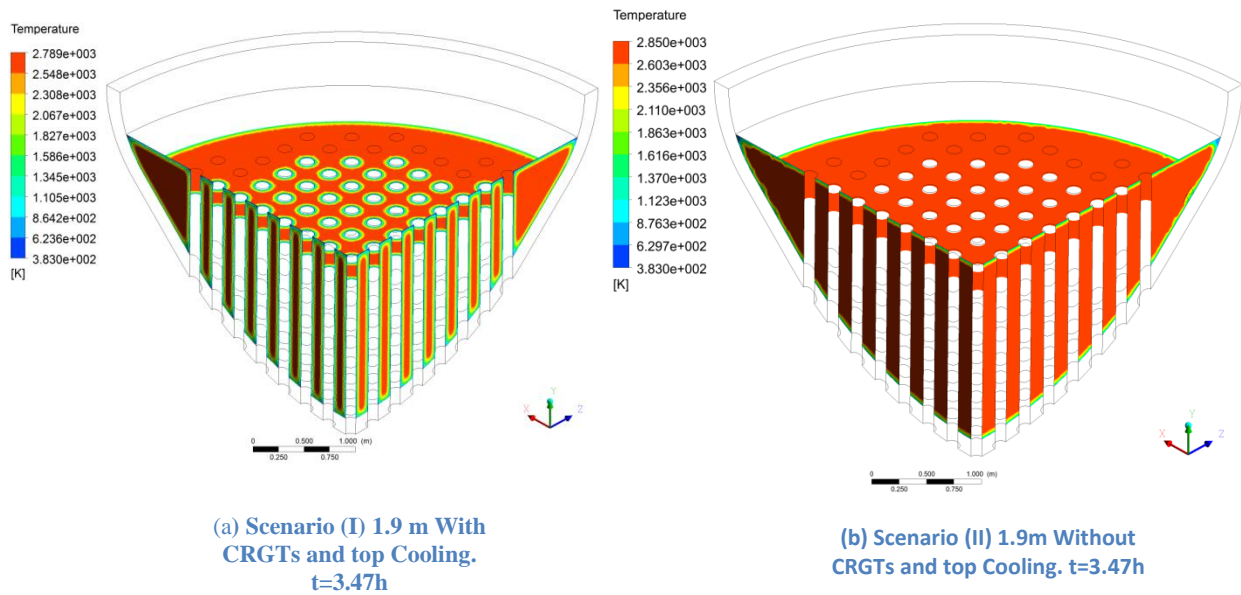 Temperature
2.789e+003
2.548e+003
2.308e+003
2.067e+003
1.827e+003
1.586e+003
1.345e+003
1.105e+003
8.642e+002
6.236e+002
3.830e+002
[K]
X
Y
Z
0 0.500 1.000 (m)
0.250 0.750
(a) Scenario (I) 1.9 m With
CRGTs and top Cooling.
t=3.47h
Temperature
2.850e+003
2.603e+003
2.356e+003
2.110e+003
1.863e+003
1.616e+003
1.370e+003
1.123e+003
8.763e+002
6.297e+002
3.830e+002
[K]
X
Y
Z
0 0.500 1.000 (m)
0.250 0.750
(b) Scenario (II) 1.9m Without
CRGTs and top Cooling. t=3.47h